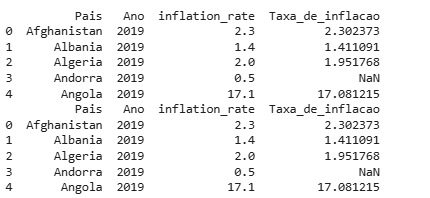 Pais Ano inflation_rate Taxa_de_inflacao
0 Afghanistan 2019 2.3 2.302373
1 Albania 2019 1.4 1.411091
2 Algeria 2019 2.0 1.951768
3 Andorra 2019 0.5 NaN
4 Angola 2019 17.1 17.081215
Pais Ano inflation_rate Taxa_de_inflacao
0 Afghanistan 2019 2.3 2.302373
1 Albania 2019 1.4 1.411091
2 Algeria 2019 2.0 1.951768
3 Andorra 2019 0.5 NaN
4 Angola 2019 17.1 17.081215